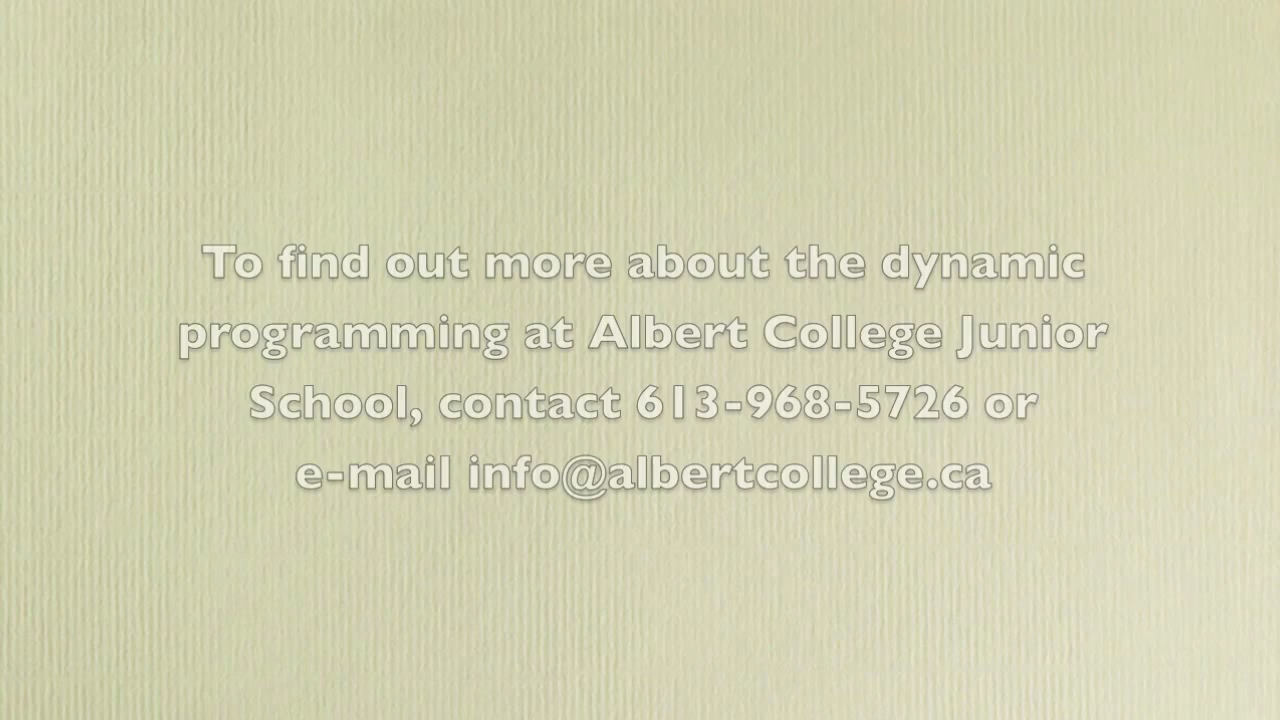 To find out more about the dynamic
programming at Albert College Junior
School, contact 613-968-5726 or
e-mail info@albertcollege.ca